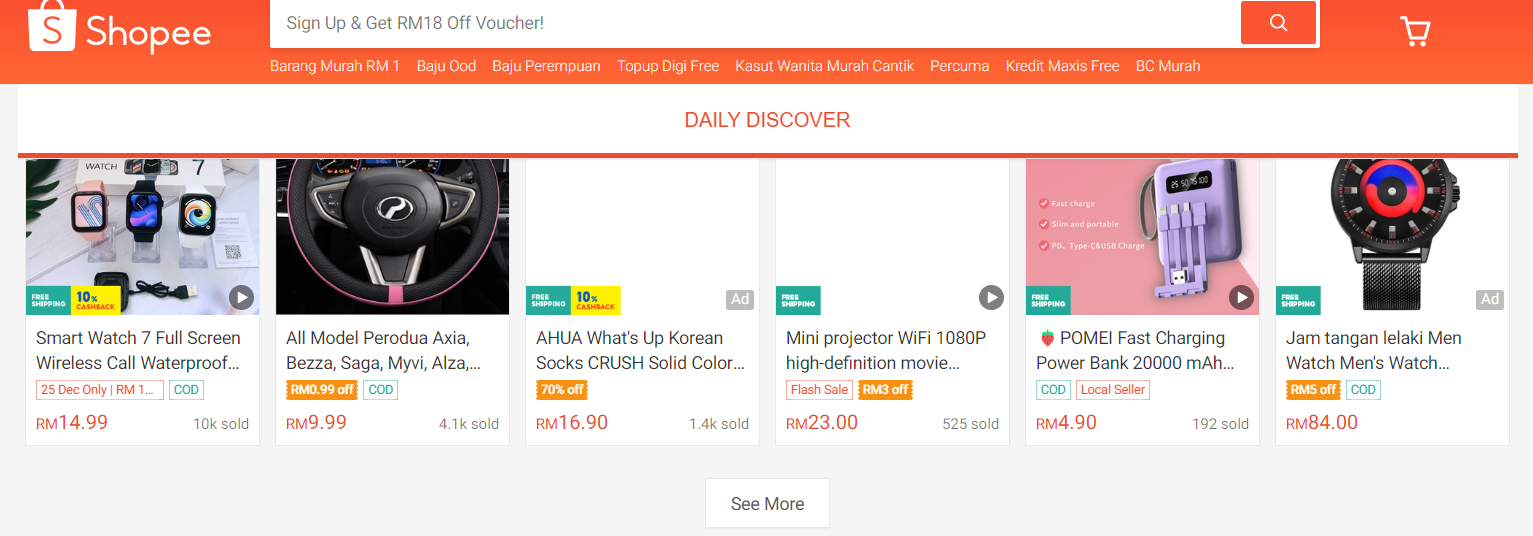 Shopee
Sign Up & Get RM18 Off Voucher!
Barang Murah RM 1 Baju Ood Baju Perempuan Topup Digi Free Kasut Wanita Murah Cantik Percuma Kredit Maxis Free BC Murah
DAILY DISCOVER
WATCH 7
FREE SHIPPING
10% CASHBACK
Smart Watch 7 Full Screen
Wireless Call Waterproof...
25 Dec Only | RM 1... COD
RM14.99 10k sold
All Model Perodua Axia,
Bezza, Saga, Myvi, Alza,...
RM0.99 off COD
RM9.99 4.1k sold
FREE SHIPPING
10% CASHBACK
Ad
AHUA What's Up Korean
Socks CRUSH Solid Color...
70% off
RM16.90 1.4k sold
FREE SHIPPING
Mini projector WiFi 1080P
high-definition movie...
Flash Sale RM3 off
RM23.00 525 sold
25 50 75 100
Fast charge
Slim and portable
PD、Type-C&USB Charge
FREE SHIPPING
POMEI Fast Charging
Power Bank 20000 mAh...
COD Local Seller
RM4.90 192 sold
FREE SHIPPING
Ad
Jam tangan lelaki Men
Watch Men's Watch...
RM5 off COD
RM84.00
See More